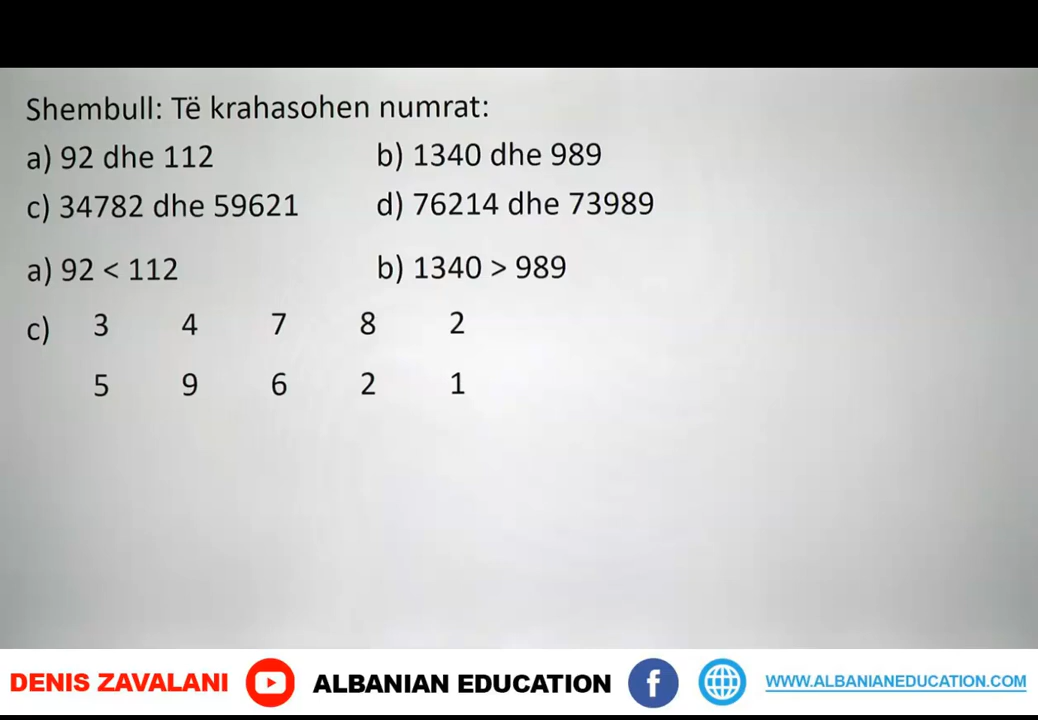 Shembull: Të krahasohen numrat:
a) 92 dhe 112 b) 1340 dhe 989
c) 34782 dhe 59621 d) 76214 dhe 73989
a) 92 < 112 b) 1340 > 989
c) 3 4 7 8 2
5 9 6 2 1
DENIS ZAVALANI ALBANIAN EDUCATION f WWW.ALBANIANEDUCATION.COM